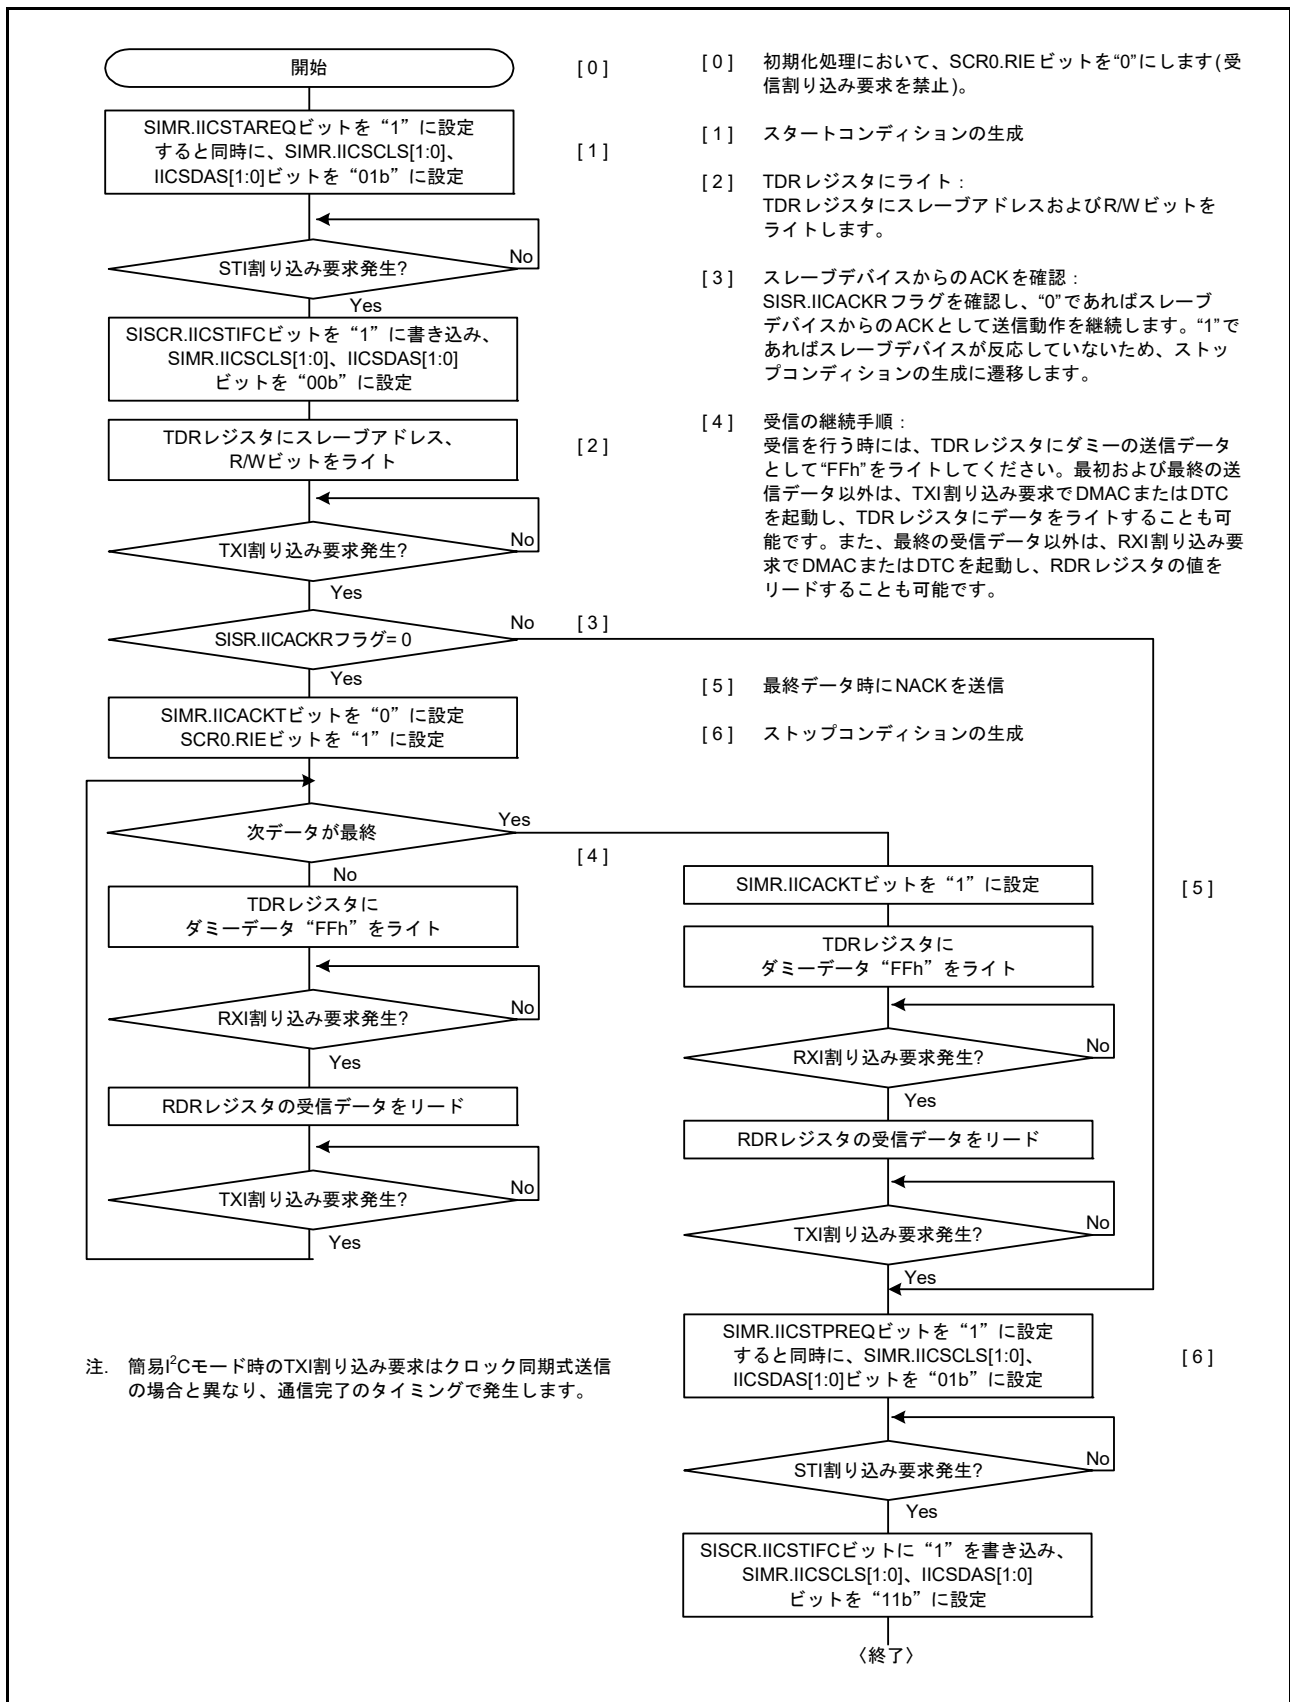 開始
[ 0 ]
SIMR.IICSTAREQビットを“1”に設定
すると同時に、SIMR.IICSCLS[1:0]、
IICSDAS[1:0]ビットを“01b”に設定
[ 1 ]
STI割り込み要求発生?
No
Yes
SISCR.IICSTIFCビットを“1”に書き込み、
SIMR.IICSCLS[1:0]、IICSDAS[1:0]
ビットを“00b”に設定
TDRレジスタにスレーブアドレス、
R/Wビットをライト
[ 2 ]
TXI割り込み要求発生?
No
Yes
SISR.IICACKRフラグ= 0
No
[ 3 ]
Yes
SIMR.IICACKTビットを“0”に設定
SCR0.RIEビットを“1”に設定
次データが最終
Yes
[ 4 ]
No
TDRレジスタに
ダミーデータ“FFh”をライト
RXI割り込み要求発生?
No
Yes
RDRレジスタの受信データをリード
TXI割り込み要求発生?
No
Yes
注. 簡易I²Cモード時のTXI割り込み要求はクロック同期式送信
の場合と異なり、通信完了のタイミングで発生します。
[ 0 ] 初期化処理において、SCR0.RIEビットを“0”にします(受
信割り込み要求を禁止)。
[ 1 ] スタートコンディションの生成
[ 2 ] TDRレジスタにライト:
TDRレジスタにスレーブアドレスおよびR/Wビットを
ライトします。
[ 3 ] スレーブデバイスからのACKを確認:
SISR.IICACKRフラグを確認し、“0”であればスレーブ
デバイスからのACKとして送信動作を継続します。“1”で
あればスレーブデバイスが反応していないため、ストッ
プコンディションの生成に遷移します。
[ 4 ] 受信の継続手順:
受信を行う時には、TDRレジスタにダミーの送信データ
として“FFh”をライトしてください。最初および最終の送
信データ以外は、TXI割り込み要求でDMACまたはDTC
を起動し、TDRレジスタにデータをライトすることも可
能です。また、最終の受信データ以外は、RXI割り込み要
求でDMACまたはDTCを起動し、RDRレジスタの値を
リードすることも可能です。
[ 5 ] 最終データ時にNACKを送信
[ 6 ] ストップコンディションの生成
SIMR.IICACKTビットを“1”に設定
[ 5 ]
TDRレジスタに
ダミーデータ“FFh”をライト
RXI割り込み要求発生?
No
Yes
RDRレジスタの受信データをリード
TXI割り込み要求発生?
No
Yes
SIMR.IICSTPREQビットを“1”に設定
すると同時に、SIMR.IICSCLS[1:0]、
IICSDAS[1:0]ビットを“01b”に設定
[ 6 ]
STI割り込み要求発生?
No
Yes
SISCR.IICSTIFCビットに“1”を書き込み、
SIMR.IICSCLS[1:0]、IICSDAS[1:0]
ビットを“11b”に設定
〈終了〉